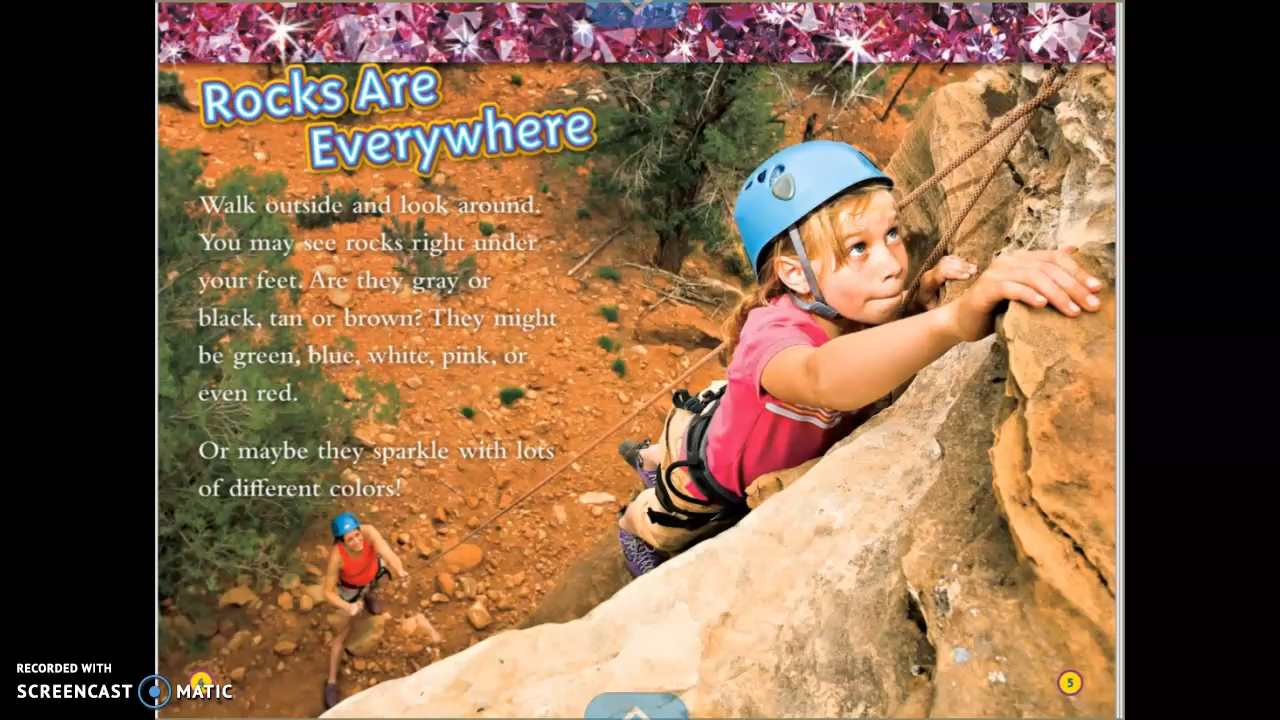 Rocks Are
Everywhere
Walk outside and look around.
You may see rocks right under
your feet. Are they gray or
black, tan or brown? They might
be green, blue, white, pink, or
even red.
Or maybe they sparkle with lots
of different colors!
RECORDED WITH
SCREENCAST MATIC
5